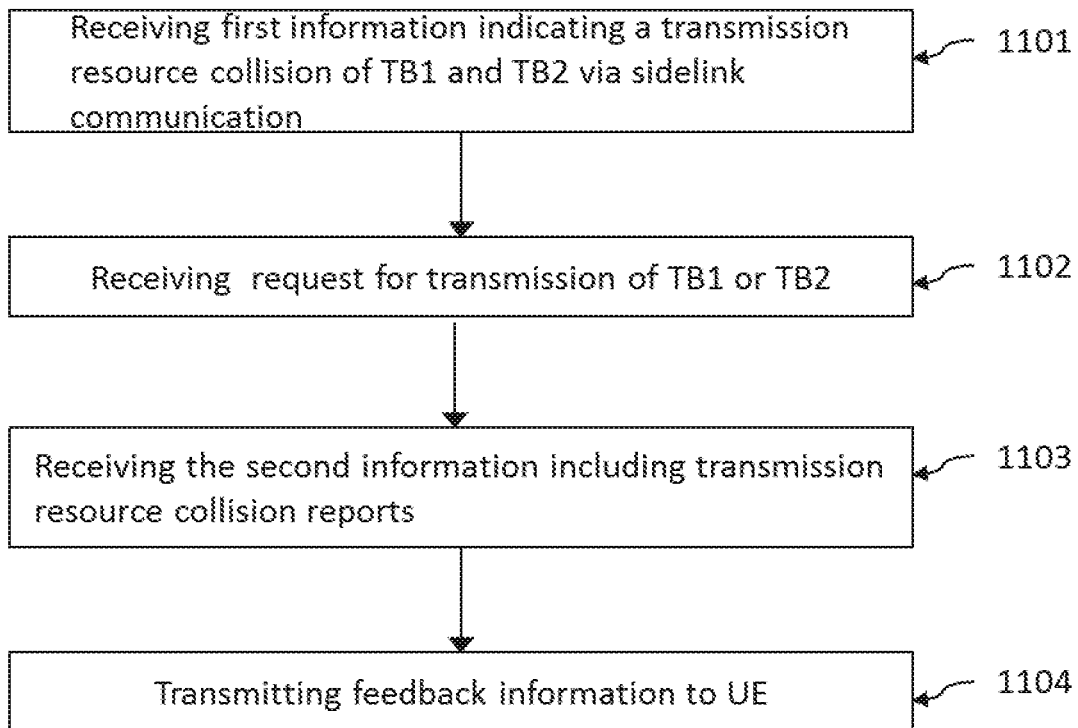 Receiving first information indicating a transmission
resource collision of TB1 and TB2 via sidelink
communication
1101
Receiving request for transmission of TB1 or TB2
1102
Receiving the second information including transmission
resource collision reports
1103
Transmitting feedback information to UE
1104